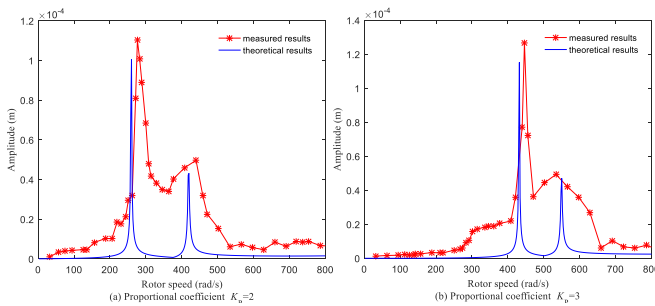 ×10⁻⁴
1.2
1
0.8
0.6
0.4
0.2
0
Amplitude (m)
measured results
theoretical results
0 100 200 300 400 500 600 700 800
Rotor speed (rad/s)
(a) Proportional coefficient Kp=2
×10⁻⁴
1.4
1.2
1
0.8
0.6
0.4
0.2
0
Amplitude (m)
measured results
theoretical results
0 100 200 300 400 500 600 700 800
Rotor speed (rad/s)
(b) Proportional coefficient Kp=3